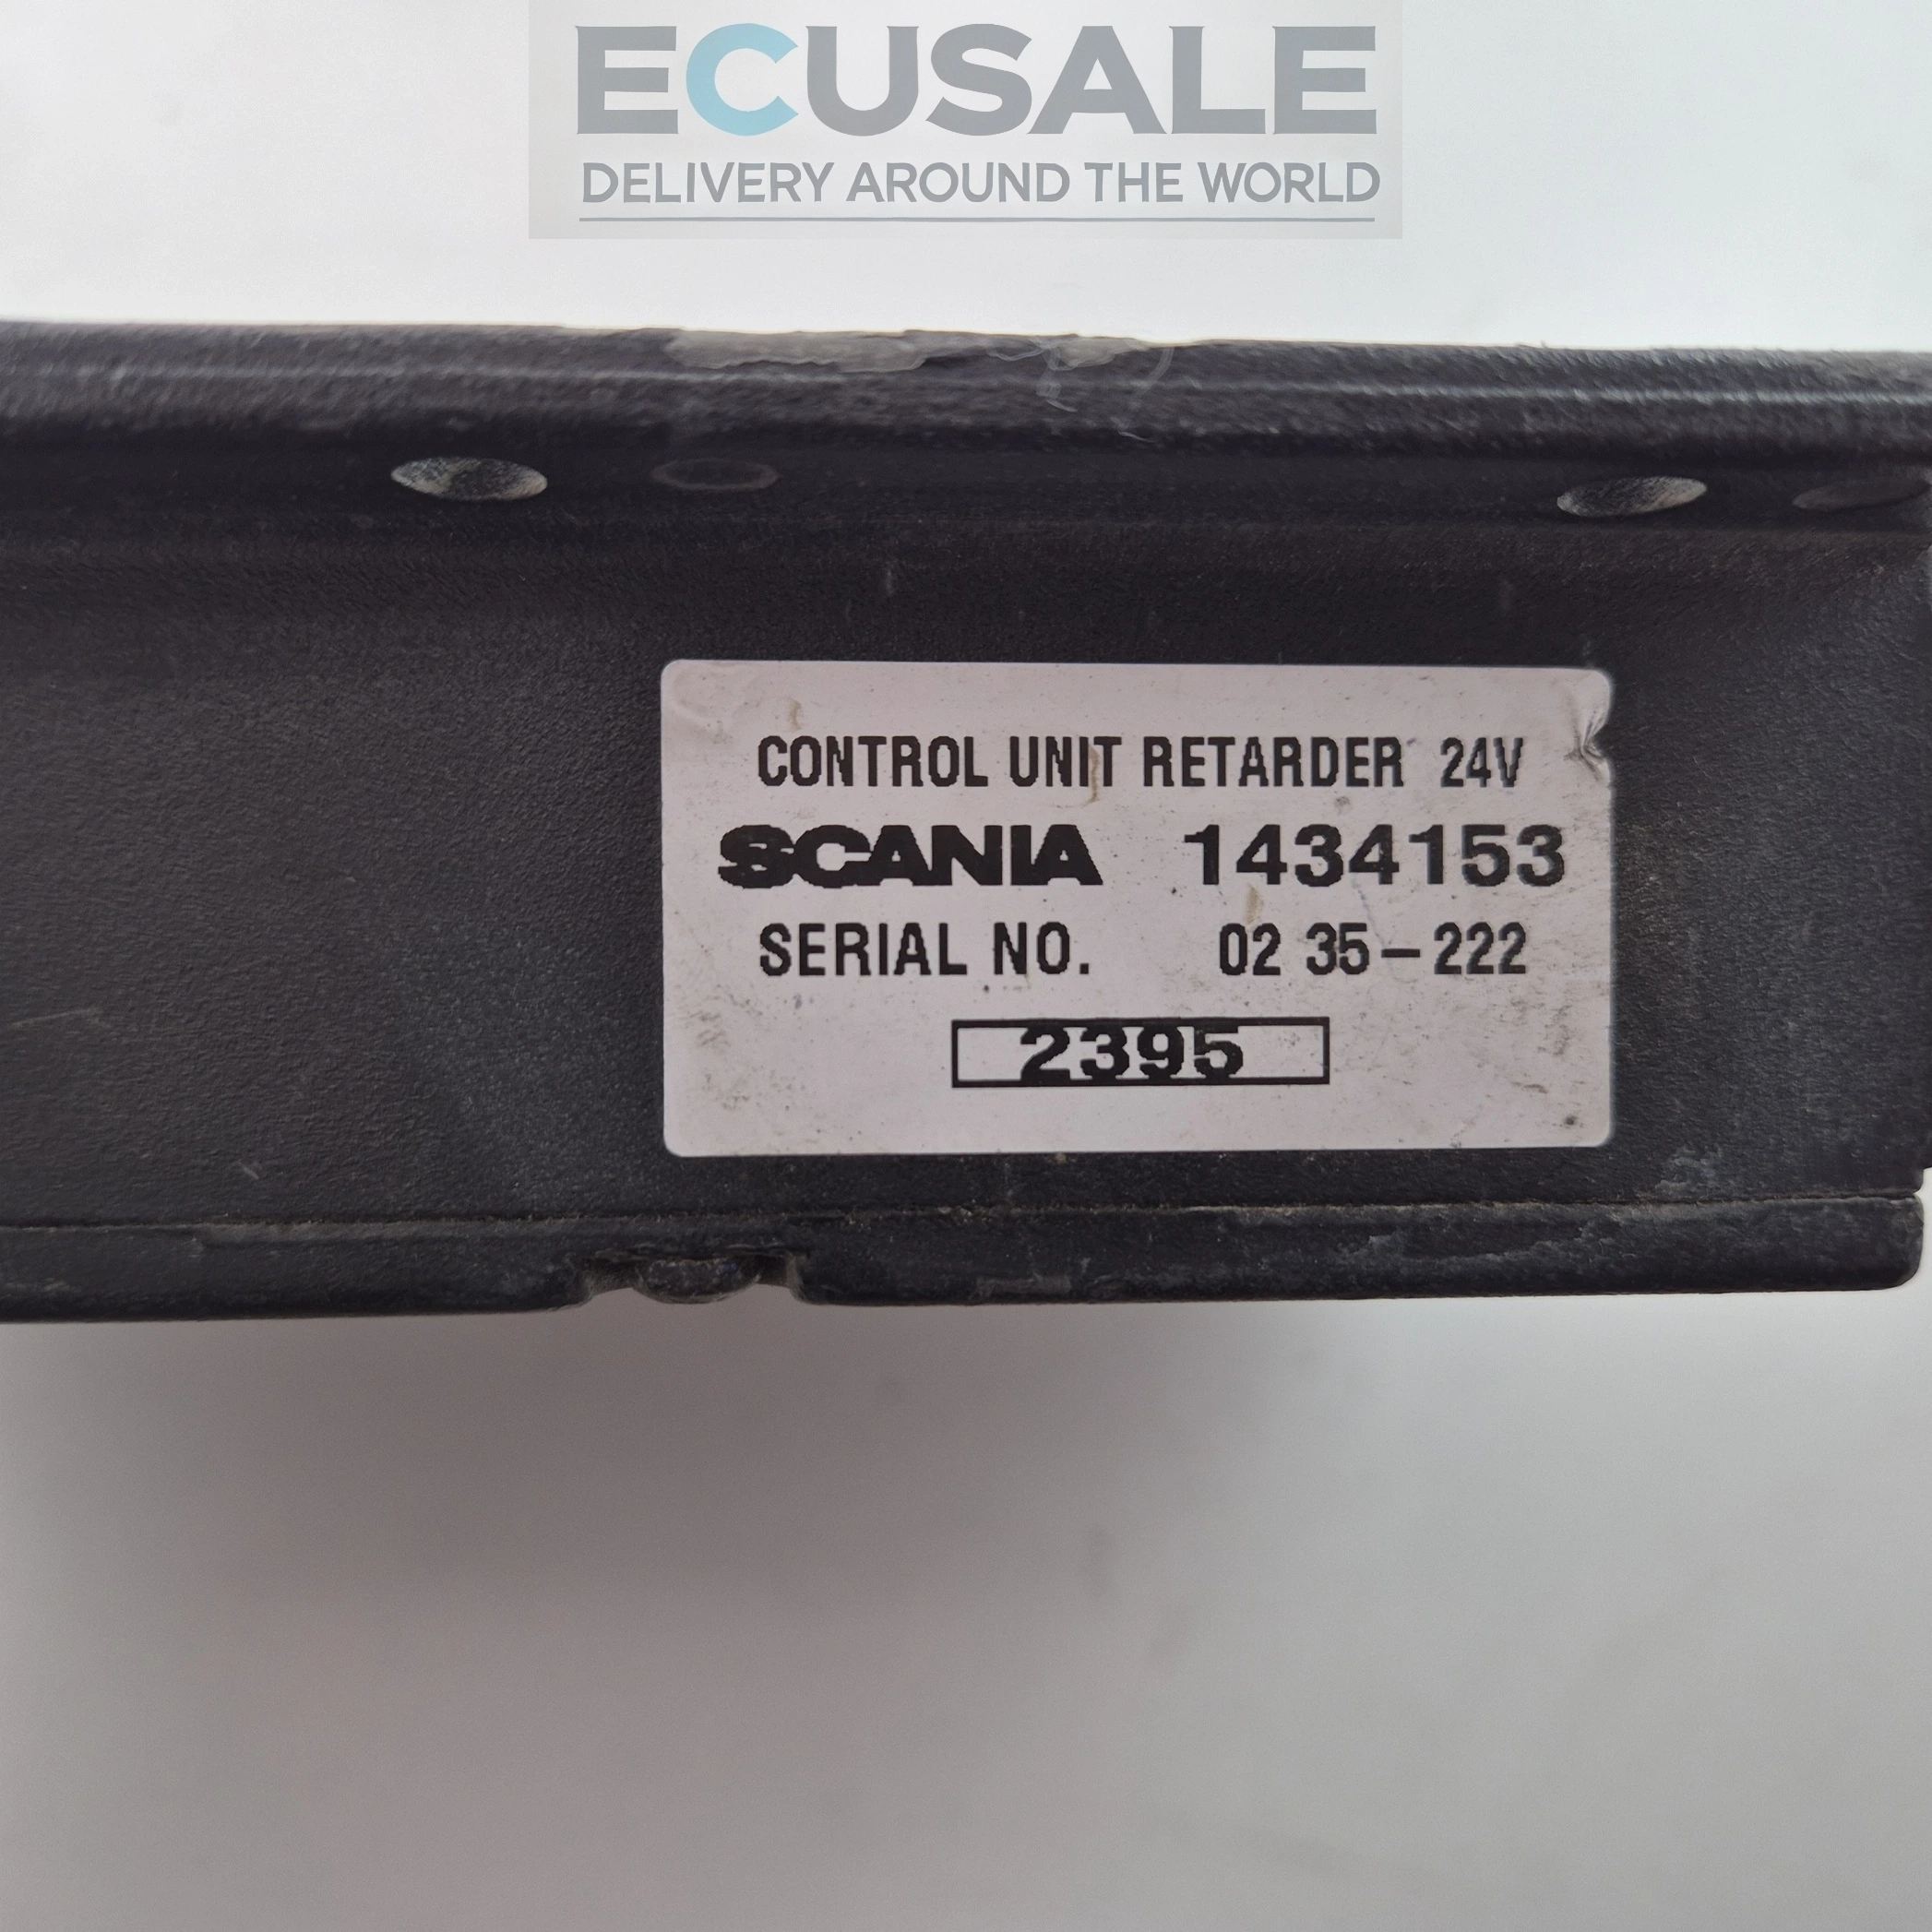 ECUSALE
DELIVERY AROUND THE WORLD
CONTROL UNIT RETARDER 24V
SCANIA 1434153
SERIAL NO. 02 35-222
2395